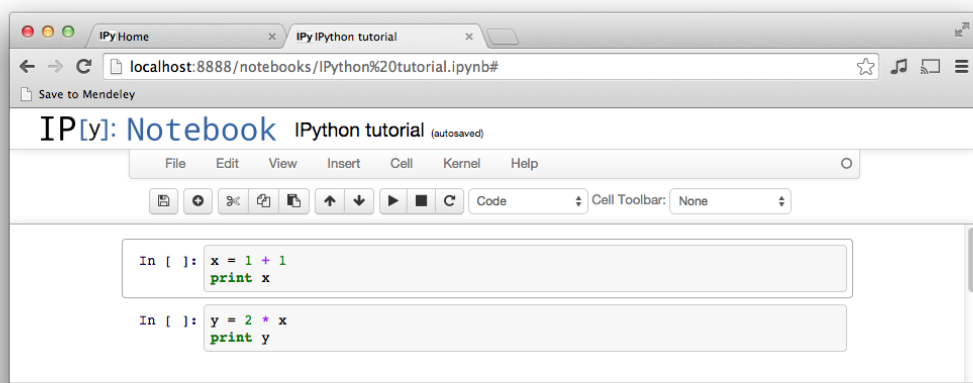 IPy Home × IPy IPython tutorial ×
localhost:8888/notebooks/IPython%20tutorial.ipynb#
Save to Mendeley
IP[y]: Notebook IPython tutorial (autosaved)
File Edit View Insert Cell Kernel Help
Code Cell Toolbar: None
In [ ]: x = 1 + 1
print x
In [ ]: y = 2 * x
print y